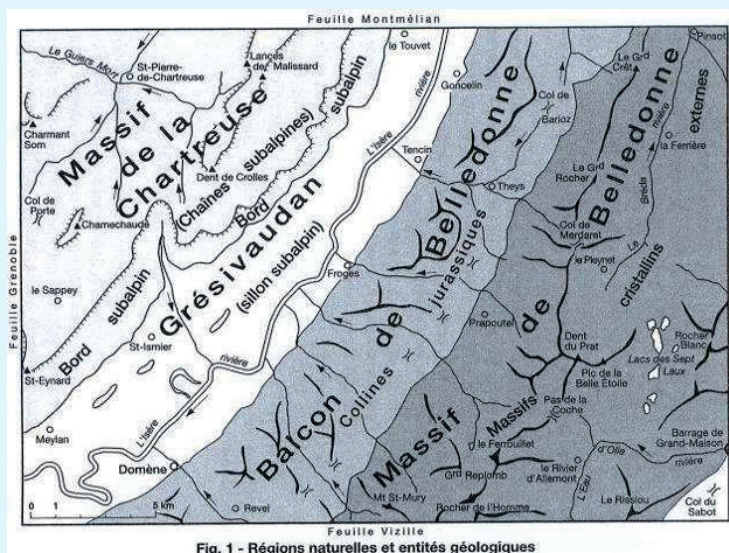 Feuille Montmélian
Feuille Grenoble
Feuille Vizille
Le Guiers Mort
St-Pierre-
de-Chartreuse
Lances
de Malissard
Charmant
Som
Massif
de la
Chartreuse
(Chaînes subalpines)
Dent de Crolles
Col de
Porte
Chamechaude
le Sappey
Bord subalpin
Bord subalpin
St-Eynard
St-Ismier
Meylan
Grésivaudan
(sillon subalpin)
le Touvet
L'Isère rivière
Goncelin
Tencin
Froges
L'Isère rivière
Domène
Revel
Balcon de Belledonne
Collines jurassiques
Col de
Barioz
Theys
Prapoutel
Massif de Belledonne
Massifs cristallins externes
Pinsot
Le Grd
Crêt
la Ferrière
Le Grd
Rocher
Col de
Merdaret
le Pleynet
Le Bréda rivière
Dent
du Prat
Rocher
Blanc
Lacs des Sept
Laux
Pic de la
Belle Étoile
Pas de la
Coche
le Ferrouillet
Grd Replomb
le Rivier
d'Allemont
L'Eau d'Olle rivière
Barrage de
Grand-Maison
Mt St-Mury
Rocher de l'Homme
Le Rissiou
Col du
Sabot
0 1 5 km
Fig. 1 - Régions naturelles et entités géologiques